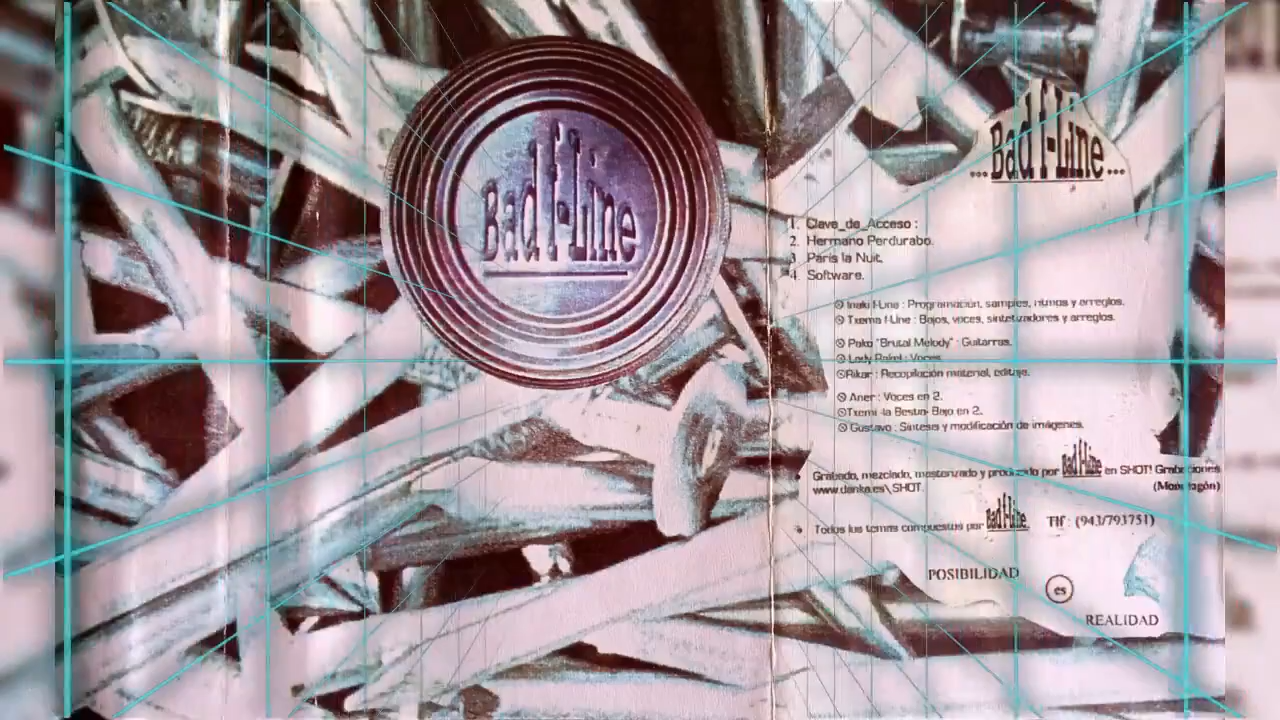 Bad f-Line
...Bad f-Line...
1. Clave_de_Acceso :
2. Hermano Perdurabo.
3. París la Nuit.
4. Software.
Iñaki f-Line : Programación, samples, ritmos y arreglos.
Txema f-Line : Bajos, voces, sintetizadores y arreglos.
Pako "Brutal Melody" : Guitarras.
Lady Rakel : Voces.
Rikar : Recopilación material, editaje.
Aner : Voces en 2.
Txemi -la Bestia- Bajo en 2.
Gustavo : Síntesis y modificación de imágenes.
Grabado, mezclado, masterizado y producido por Bad f-Line en SHOT! Grabaciones
www.danka.es\SHOT. (Mondragón)
Todos los temas compuestos por Bad f-Line. Tlf : (943/793751)
POSIBILIDAD
es
REALIDAD